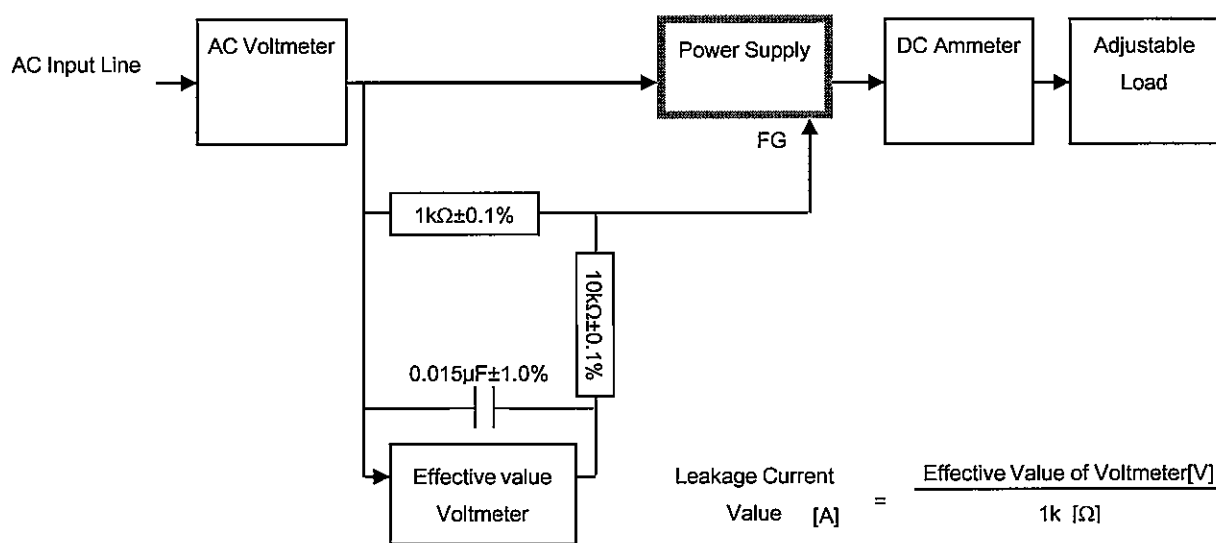 AC Input Line
AC Voltmeter
Power Supply
DC Ammeter
Adjustable
Load
FG
1kΩ±0.1%
10kΩ±0.1%
0.015µF±1.0%
Effective value
Voltmeter
Leakage Current
Value [A]
=
Effective Value of Voltmeter[V]
1k [Ω]